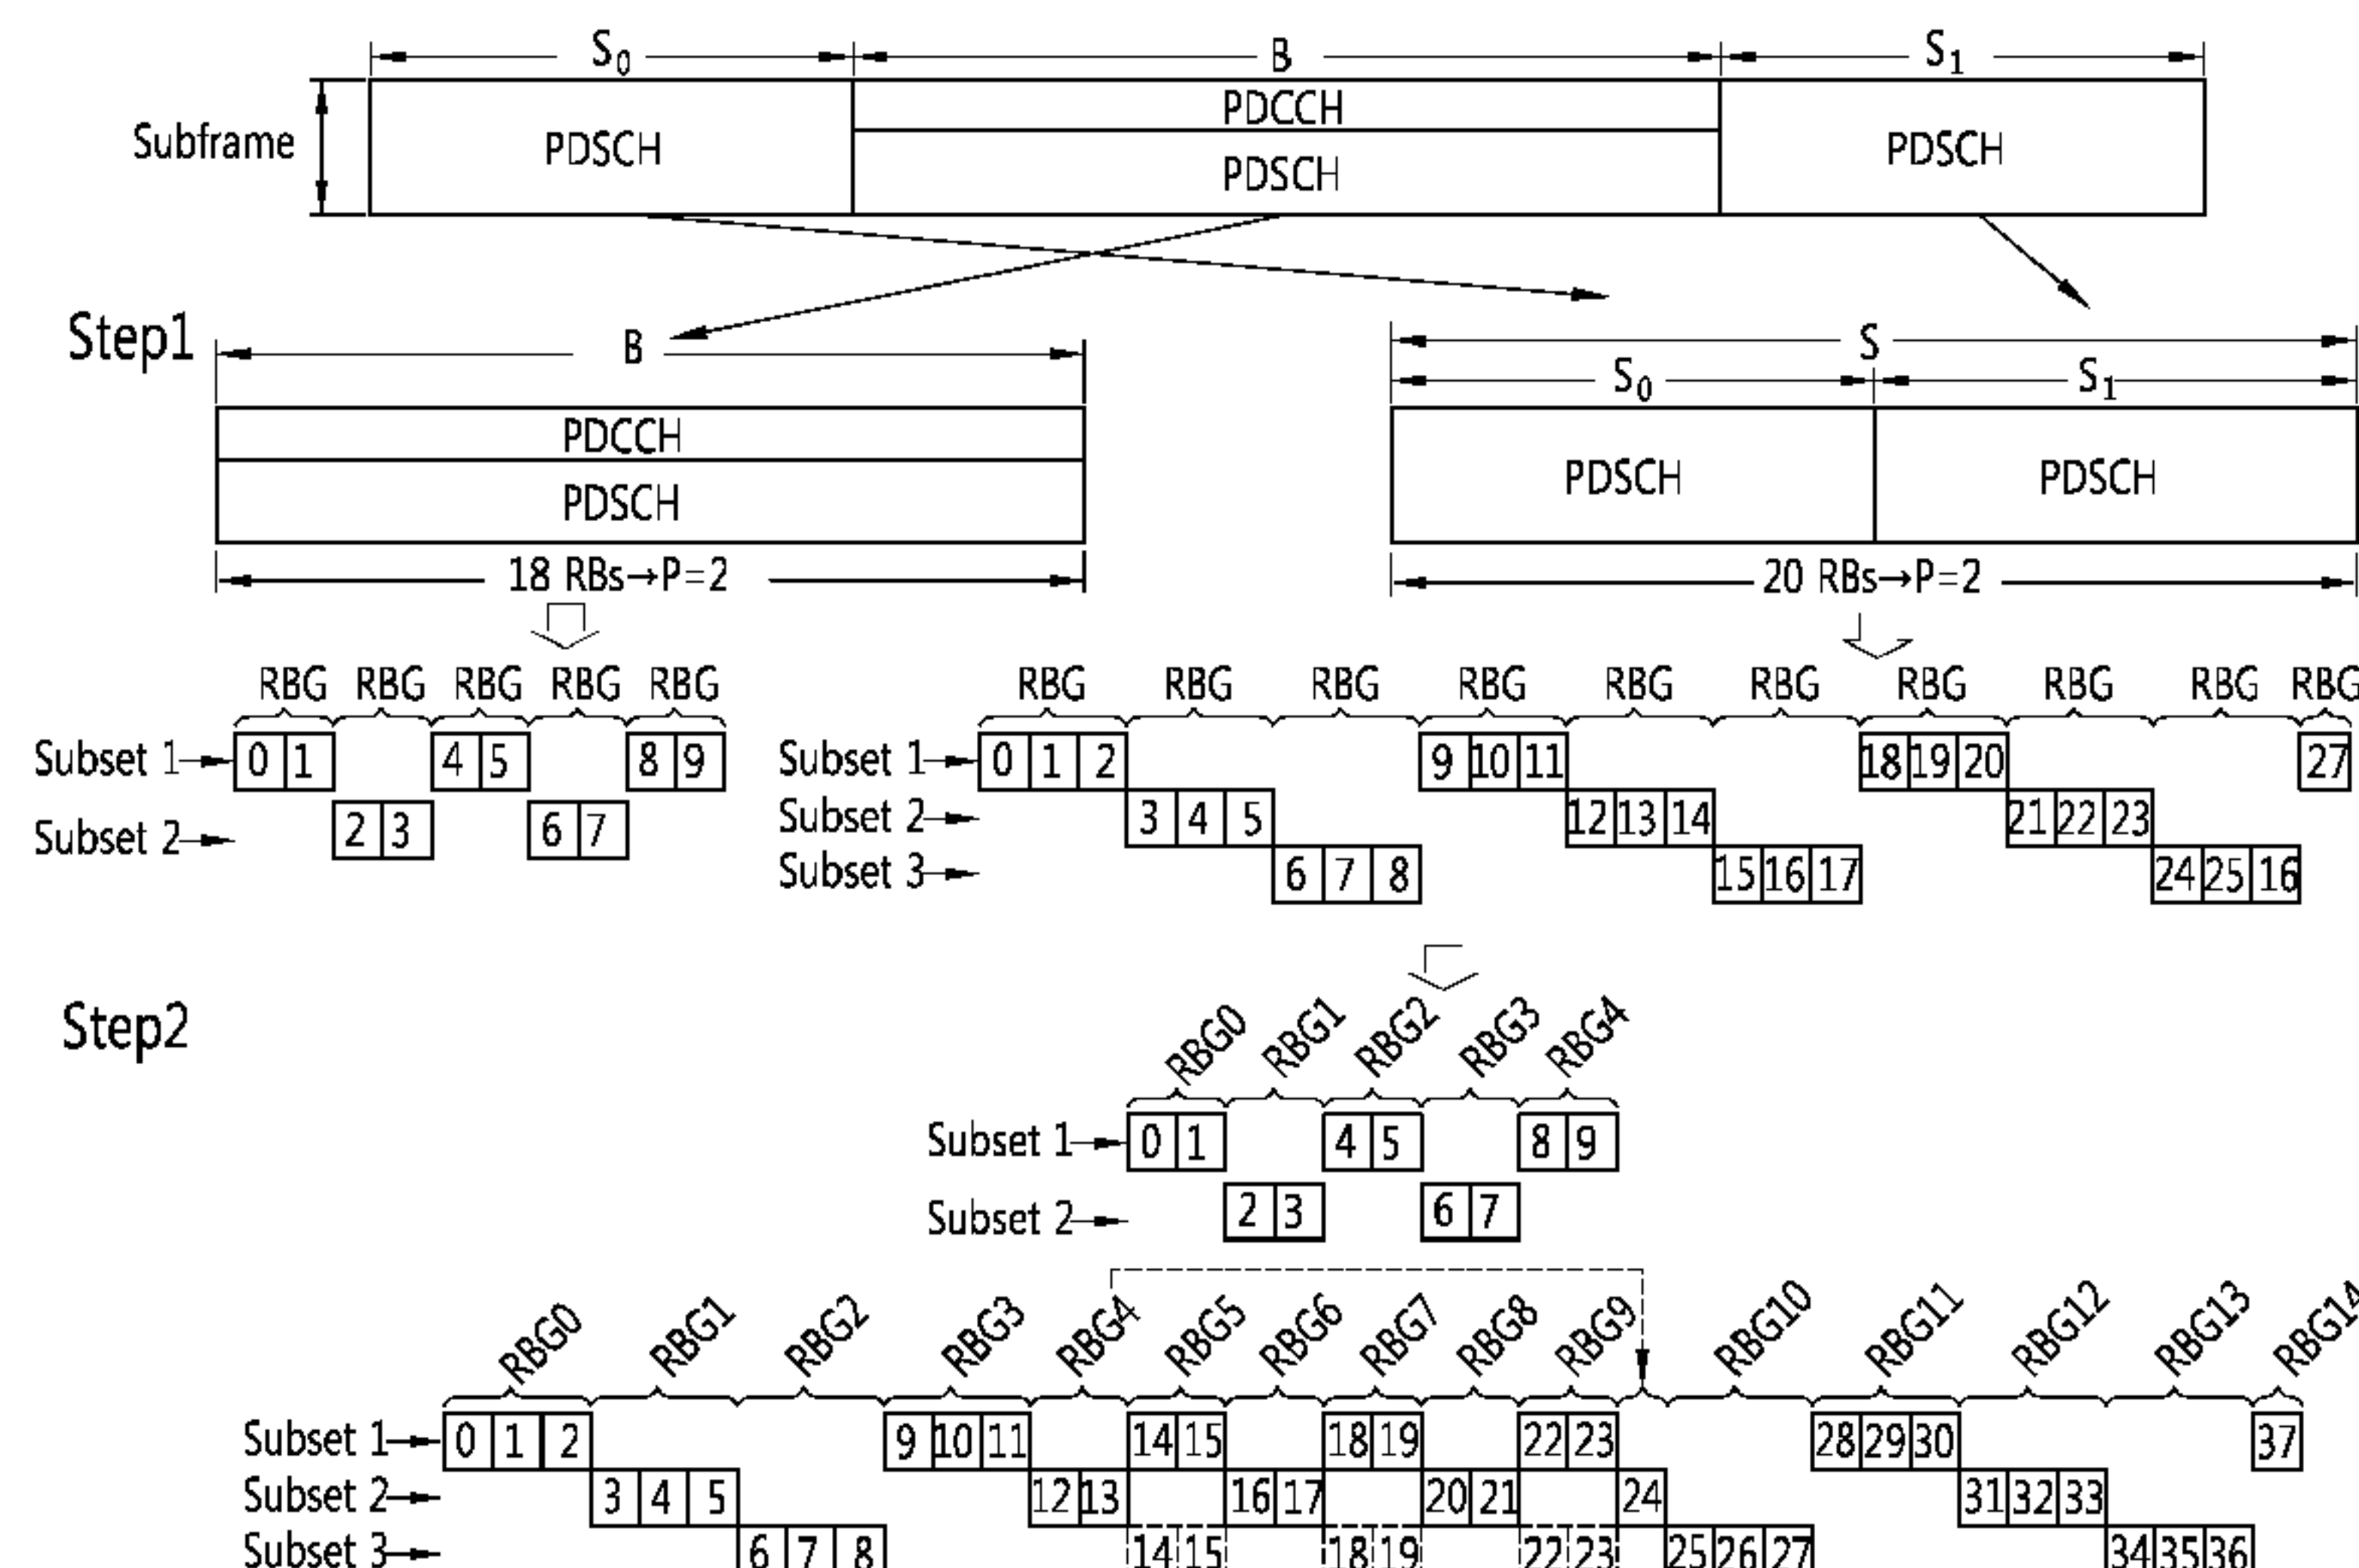 S0 B S1
PDCCH
Subframe PDSCH PDSCH
PDSCH
Step1
B S
S0 S1
PDCCH
PDSCH PDSCH
PDSCH
18 RBs→P=2 20 RBs→P=2
RBG RBG RBG RBG RBG RBG RBG RBG RBG RBG RBG RBG RBG RBG RBG
Subset 1 0 1 4 5 8 9 Subset 1 0 1 2 9 10 11 18 19 20 27
Subset 2 2 3 6 7 Subset 2 3 4 5 12 13 14 21 22 23
Subset 3 6 7 8 15 16 17 24 25 16
Step2
RBG0 RBG1 RBG2 RBG3 RBG4
Subset 1 0 1 4 5 8 9
Subset 2 2 3 6 7
RBG0 RBG1 RBG2 RBG3 RBG4 RBG5 RBG6 RBG7 RBG8 RBG9 RBG10 RBG11 RBG12 RBG13 RBG14
Subset 1 0 1 2 9 10 11 14 15 18 19 22 23 28 29 30 37
Subset 2 3 4 5 12 13 16 17 20 21 24 31 32 33
Subset 3 6 7 8 14 15 18 19 22 23 25 26 27 34 35 36